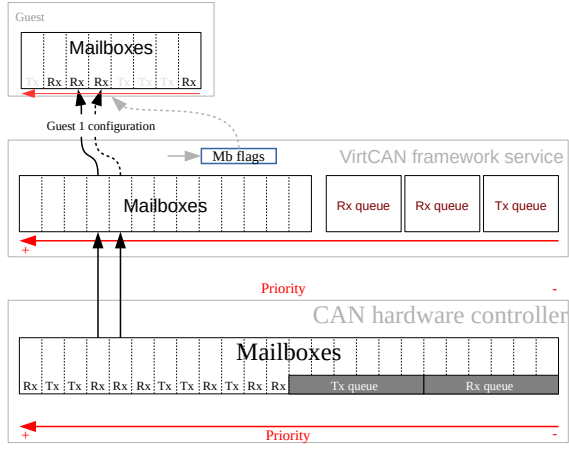 Guest
Mailboxes
Tx Rx Rx Rx Tx Tx Tx Rx
Guest 1 configuration
Mb flags
VirtCAN framework service
Mailboxes
Rx queue Rx queue Tx queue
+
Priority -
CAN hardware controller
Mailboxes
Rx Tx Tx Rx Rx Rx Tx Tx Rx Tx Rx Rx Tx queue Rx queue
+ Priority -